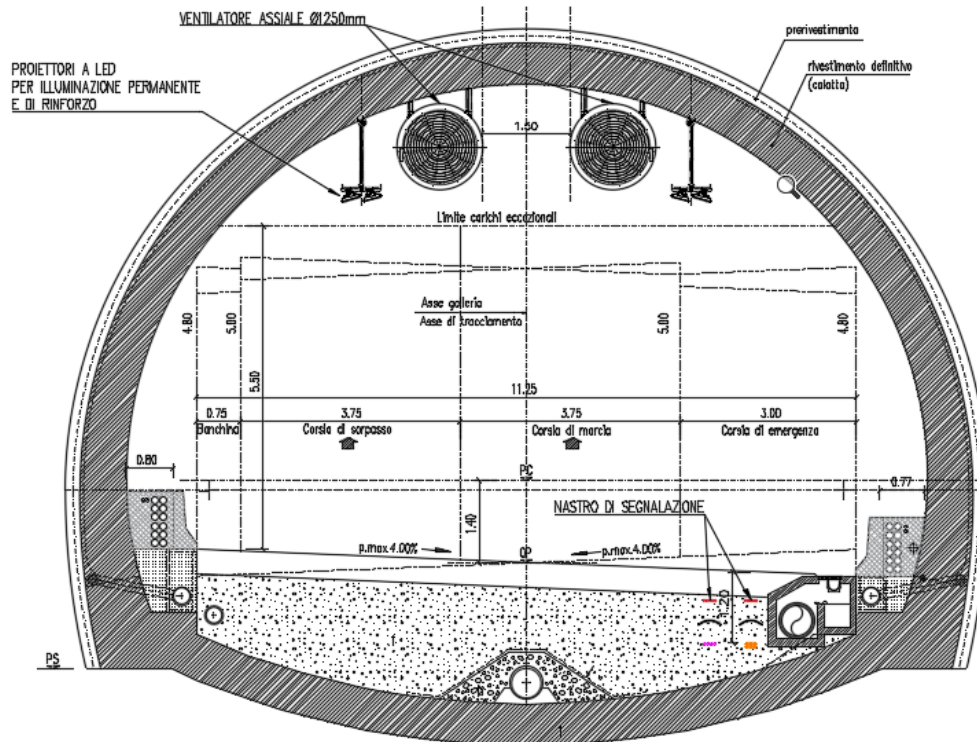 VENTILATORE ASSIALE Ø1250mm
prerivestimento
PROIETTORI A LED
PER ILLUMINAZIONE PERMANENTE
E DI RINFORZO
rivestimento definitivo
(calotta)
1.50
Limite carichi eccezionali
Asse galleria
Asse di tracciamento
4.80
5.00
5.50
5.00
4.80
11.25
0.75
3.75
3.75
3.00
Banchina
Corsia di sorpasso
Corsia di marcia
Corsia di emergenza
0.80
PC
0.77
1.40
NASTRO DI SEGNALAZIONE
p.max.4.00%
QP
p.max.4.00%
1.20
PS